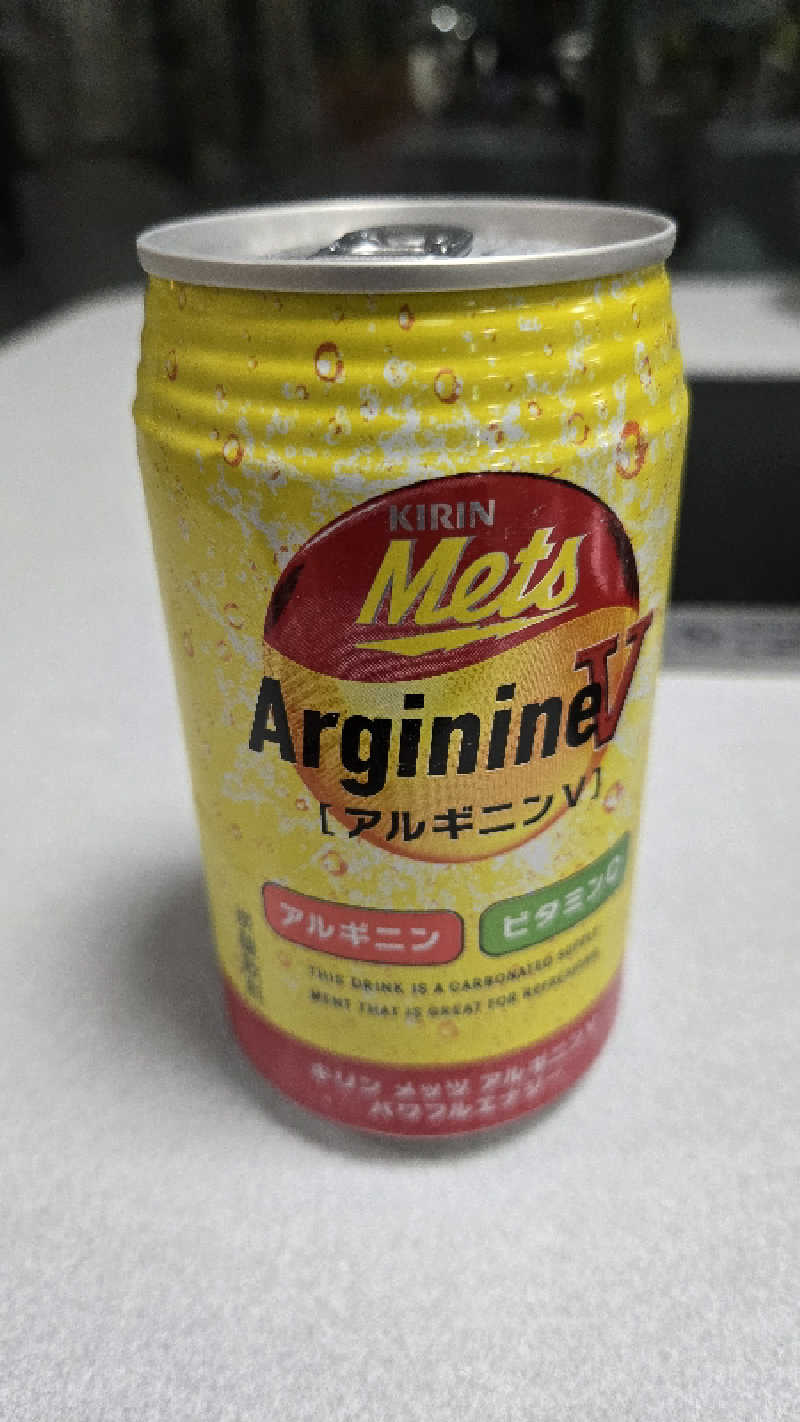 KIRIN
Mets
Arginine V
[アルギニンV]
アルギニン
ビタミンC
THIS DRINK IS A CARBONATED SUPPLE-
MENT THAT IS GREAT FOR REFRESHING
キリン メッツ アルギニンV
パワフルエナジー